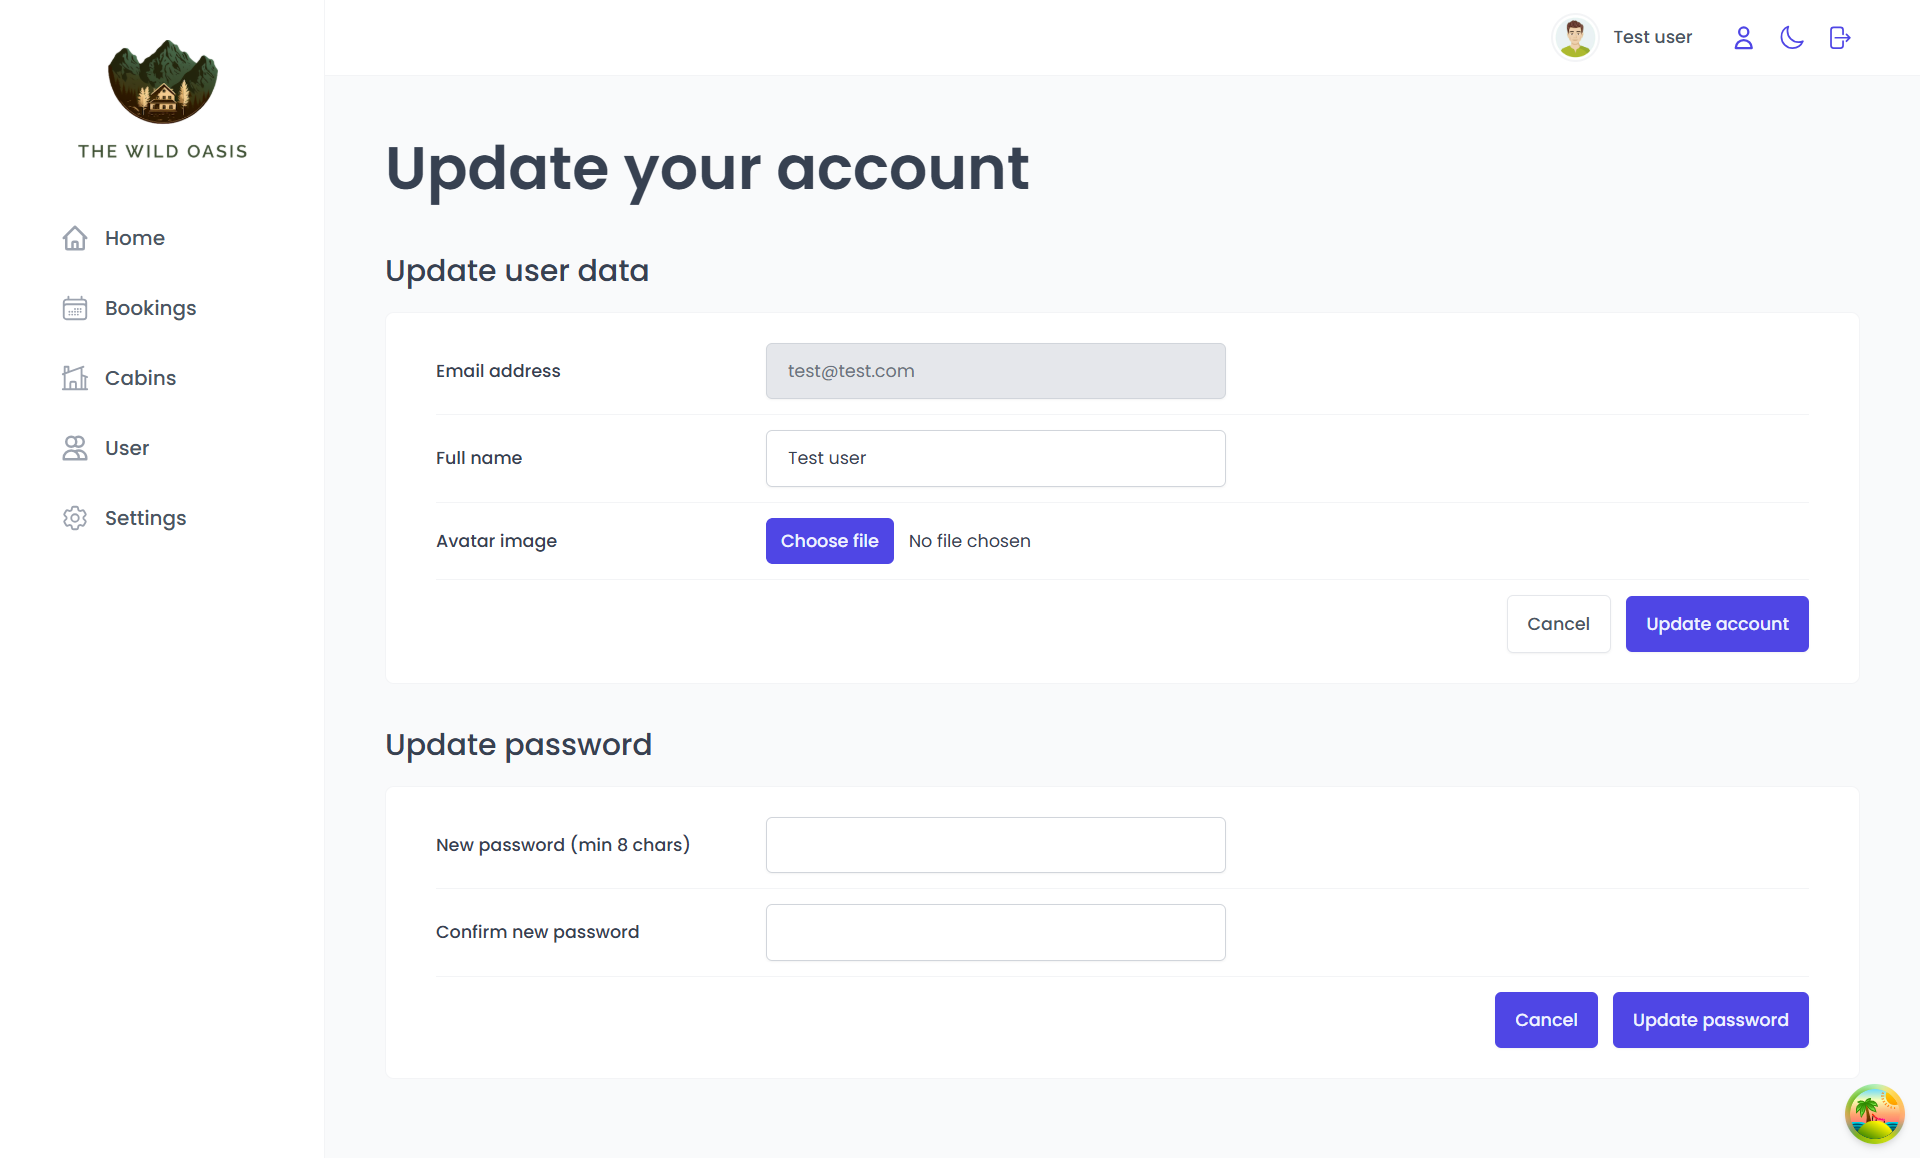 THE WILD OASIS
Home
Bookings
Cabins
User
Settings
Test user
Update your account
Update user data
Email address
test@test.com
Full name
Test user
Avatar image
Choose file No file chosen
Cancel
Update account
Update password
New password (min 8 chars)
Confirm new password
Cancel
Update password